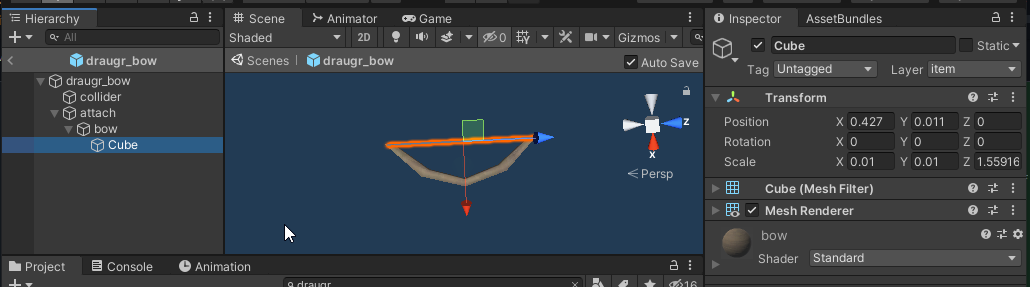 Hierarchy
All
draugr_bow
draugr_bow
collider
attach
bow
Cube
Scene Animator Game
Shaded 2D 0 Gizmos
Scenes draugr_bow Auto Save
z
x
Persp
Project Console Animation
draugr 16
Inspector AssetBundles
Cube Static
Tag Untagged Layer item
Transform
Position X 0.427 Y 0.011 Z 0
Rotation X 0 Y 0 Z 0
Scale X 0.01 Y 0.01 Z 1.55916
Cube (Mesh Filter)
Mesh Renderer
bow
Shader Standard